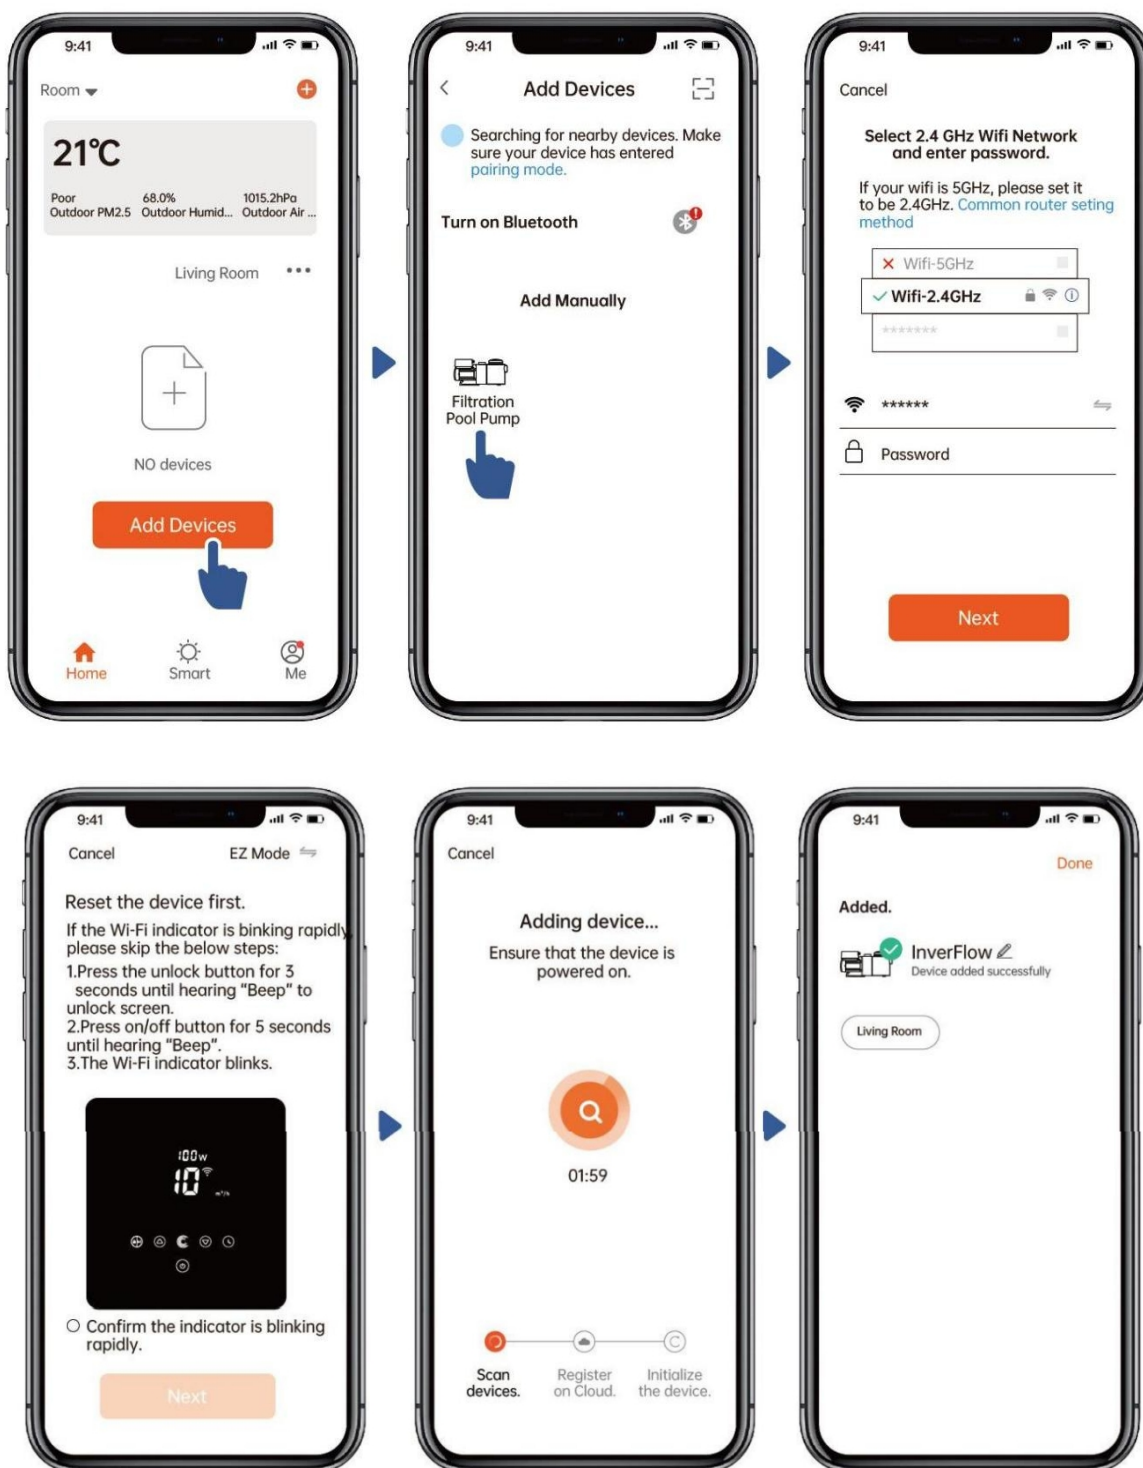 9:41
Room
21°C
Poor 68.0% 1015.2hPa
Outdoor PM2.5 Outdoor Humid... Outdoor Air ...
Living Room
NO devices
Add Devices
Home Smart Me
9:41
Add Devices
Searching for nearby devices. Make
sure your device has entered
pairing mode.
Turn on Bluetooth
Add Manually
Filtration
Pool Pump
9:41
Cancel
Select 2.4 GHz Wifi Network
and enter password.
If your wifi is 5GHz, please set it
to be 2.4GHz. Common router seting
method
Wifi-5GHz
Wifi-2.4GHz
*******
******
Password
Next
9:41
Cancel EZ Mode
Reset the device first.
If the Wi-Fi indicator is binking rapidly,
please skip the below steps:
1.Press the unlock button for 3
seconds until hearing "Beep" to
unlock screen.
2.Press on/off button for 5 seconds
until hearing "Beep".
3.The Wi-Fi indicator blinks.
100w
10
m³/h
Confirm the indicator is blinking
rapidly.
Next
9:41
Cancel
Adding device...
Ensure that the device is
powered on.
01:59
Scan Register Initialize
devices. on Cloud. the device.
9:41
Done
Added.
InverFlow
Device added successfully
Living Room